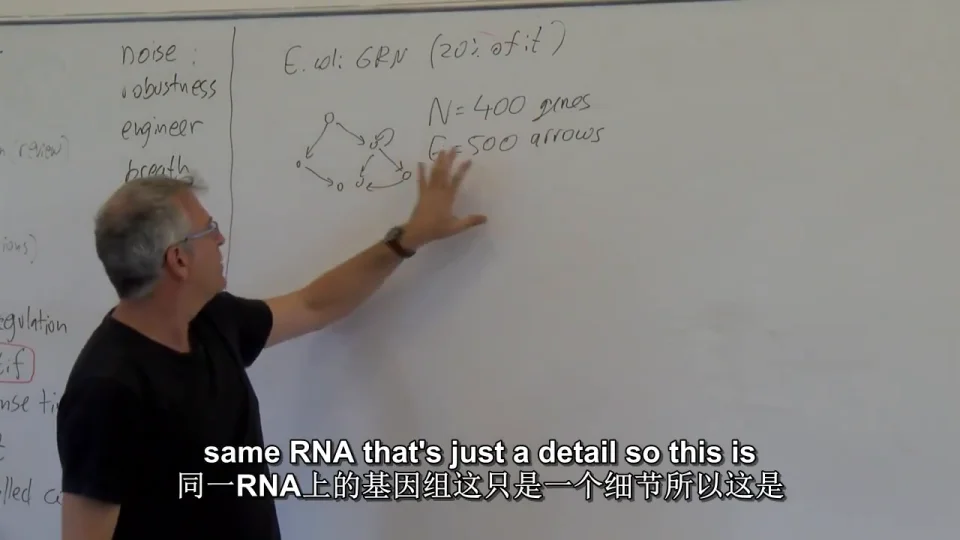 noise :
robustness
engineer
breath
review)
egulation
if
nse ti
lled c
E. coli GRN (20% of it)
N = 400 genes
E = 500 arrows
same RNA that's just a detail so this is
同一RNA上的基因组这只是一个细节所以这是